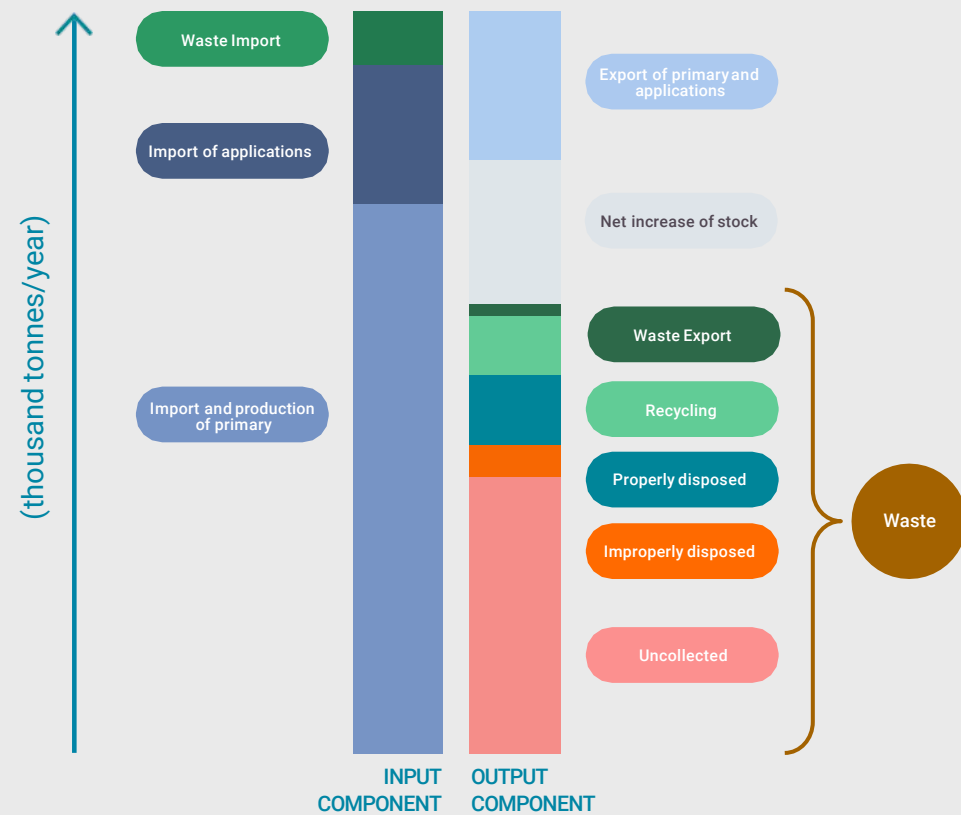 (thousand tonnes/year)
Waste Import
Import of applications
Import and production
of primary
Export of primary and
applications
Net increase of stock
Waste Export
Recycling
Properly disposed
Improperly disposed
Uncollected
Waste
INPUT
COMPONENT
OUTPUT
COMPONENT